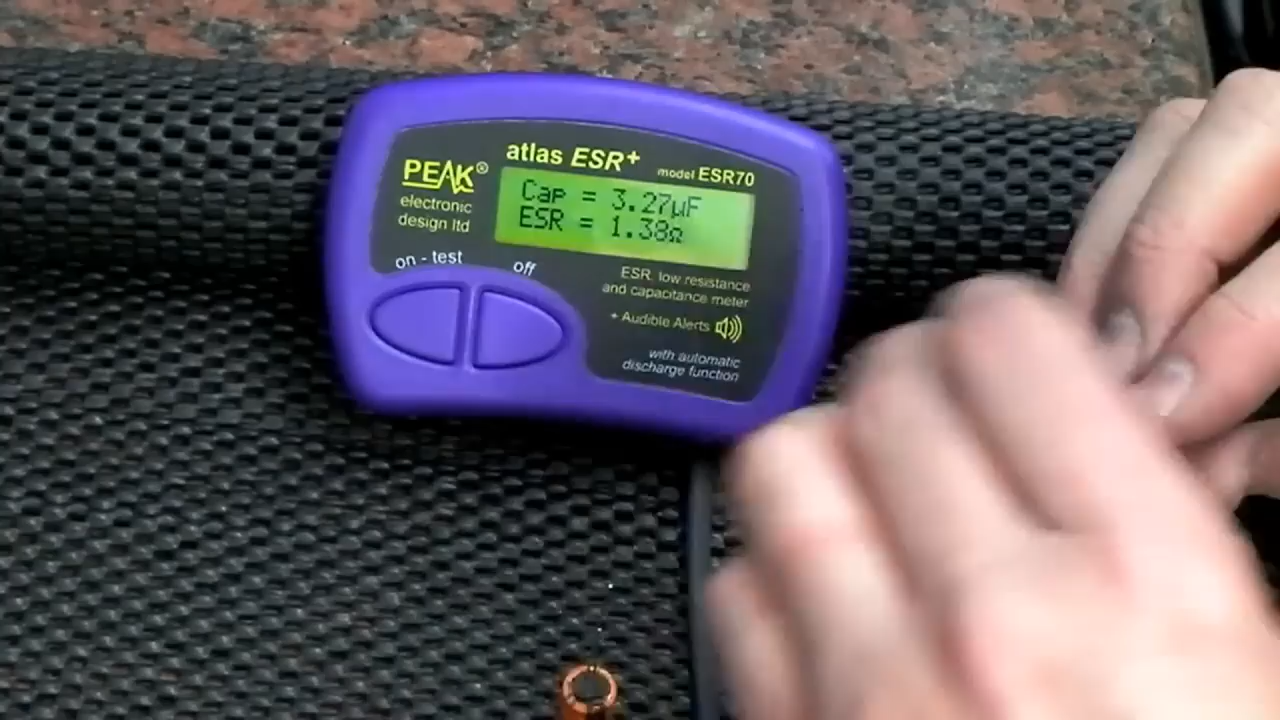 atlas ESR+
PEAK®
model ESR70
electronic
design ltd
Cap = 3.27µF
ESR = 1.38Ω
on - test
off
ESR, low resistance
and capacitance meter
+ Audible Alerts
with automatic
discharge function